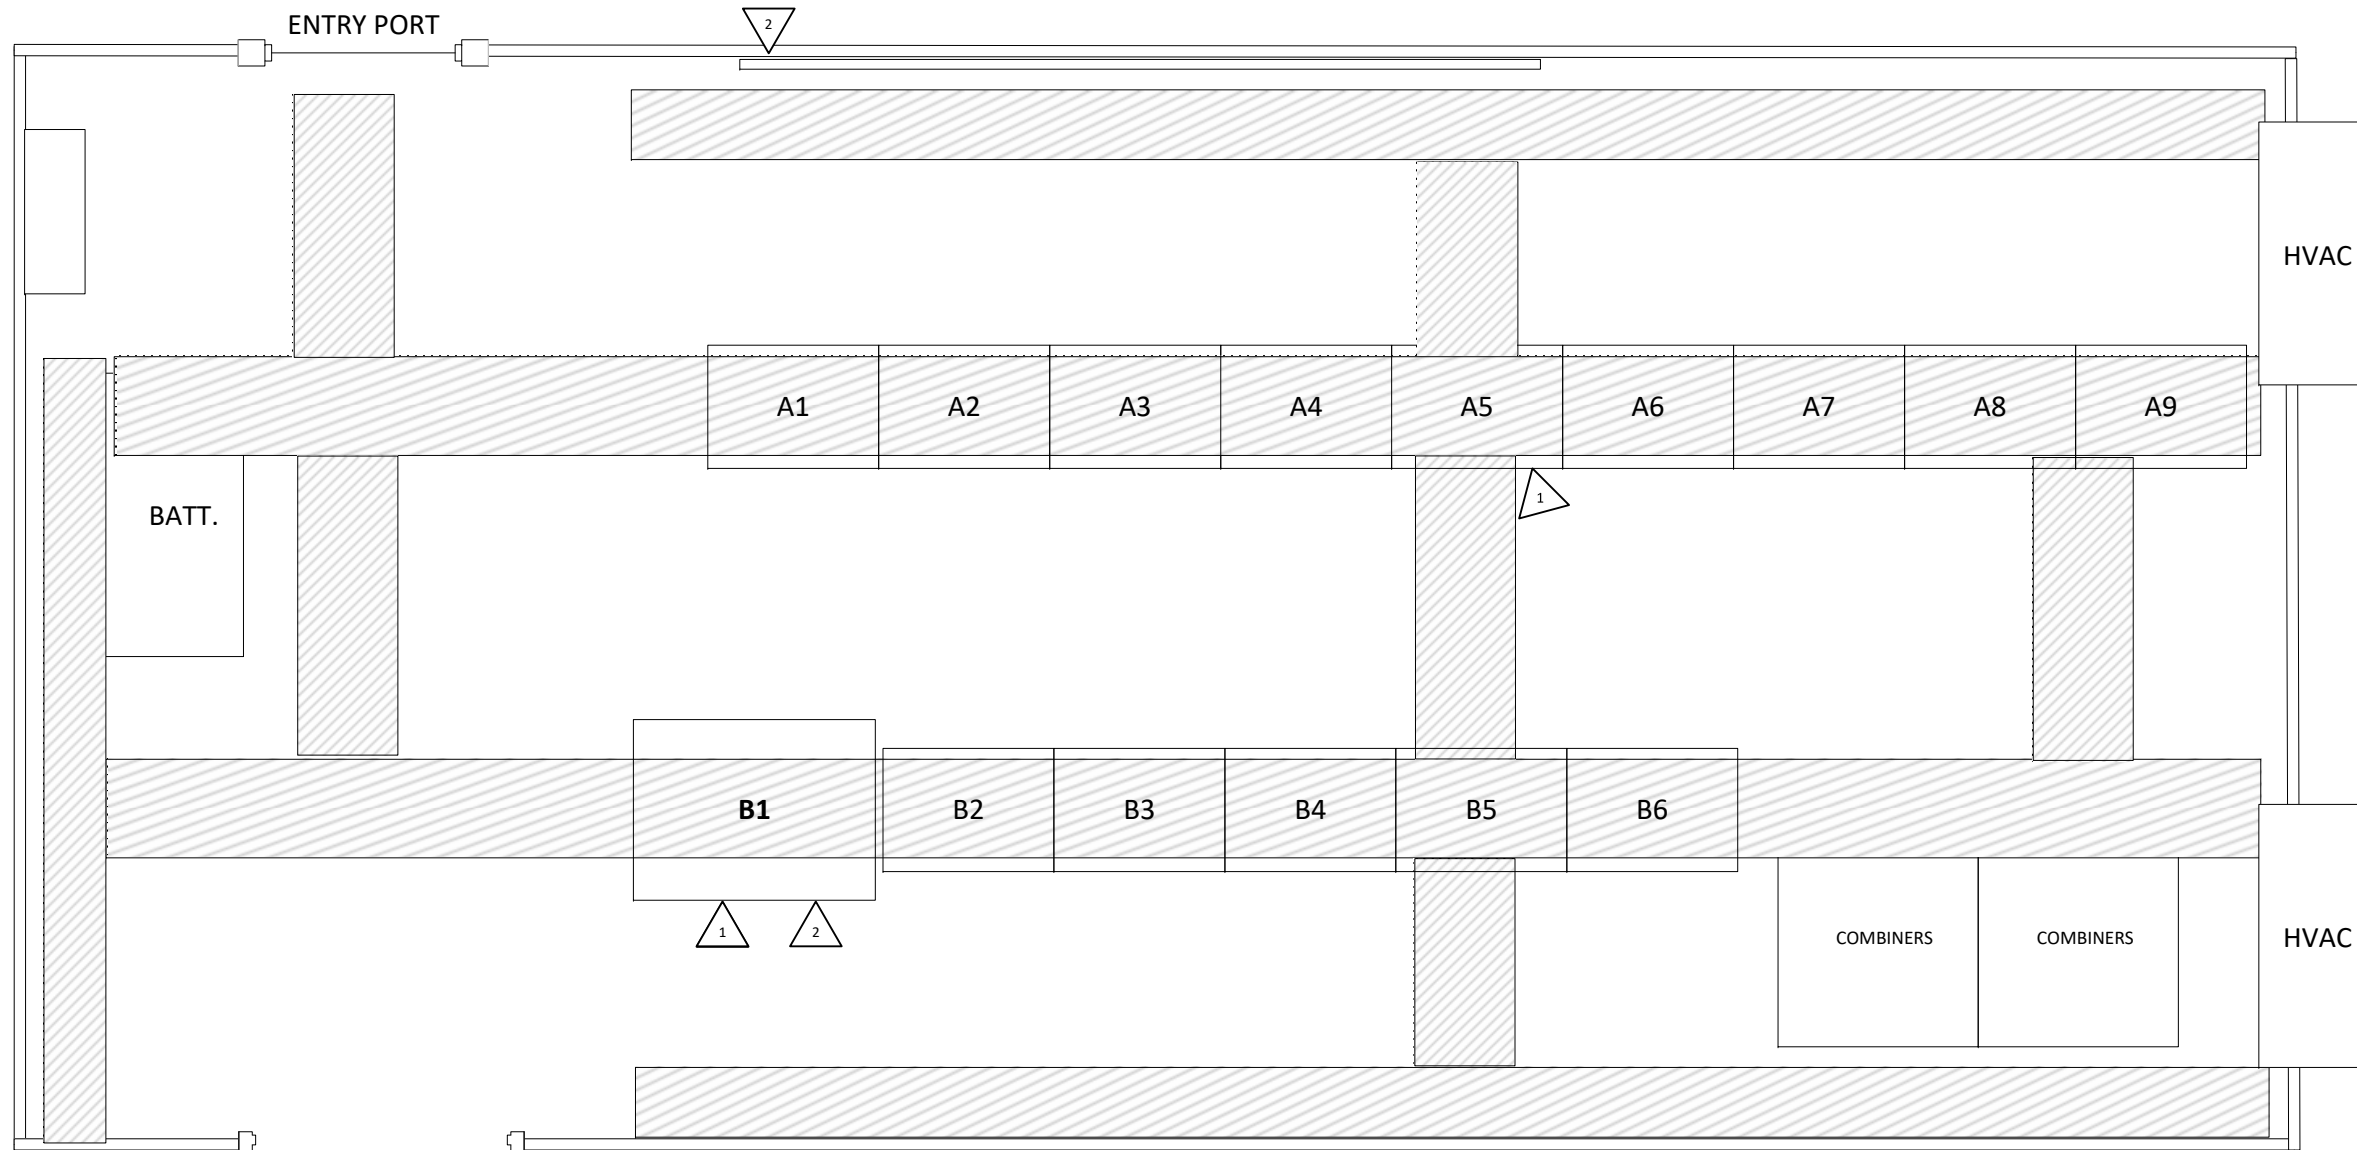 ENTRY PORT
2
HVAC
A1 A2 A3 A4 A5 A6 A7 A8 A9
1
BATT.
B1 B2 B3 B4 B5 B6
1 2
COMBINERS COMBINERS
HVAC